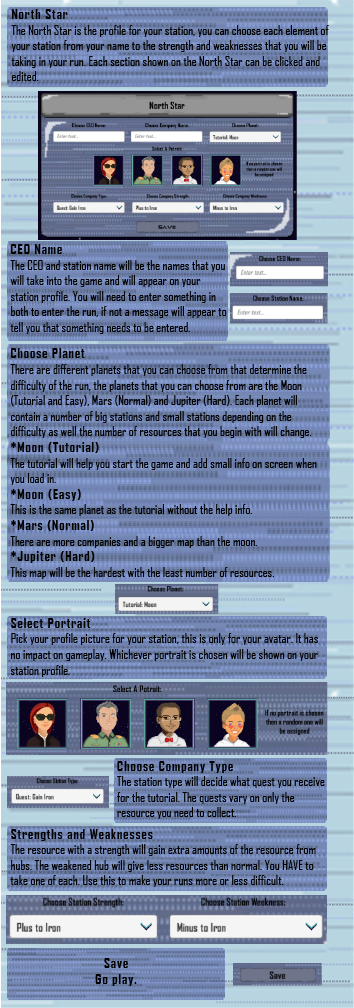 North Star
The North Star is the profile for your station, you can choose each element of
your station from your name to the strength and weaknesses that you will be
taking in your run. Each section shown on the North Star can be clicked and
edited.
North Star
Choose CEO Name: Choose Company Name: Choose Planet:
Enter text... Enter text... Tutorial: Moon
Select A Potrait:
If no portrait is chosen
then a random one will
be assigned
Choose Company Type: Choose Company Strength: Choose Company Weakness:
Quest: Gain Iron Plus to Iron Minus to Iron
Save
CEO Name
The CEO and station name will be the names that you
will take into the game and will appear on your
station profile. You will need to enter something in
both to enter the run, if not a message will appear to
tell you that something needs to be entered.
Choose CEO Name:
Enter text...
Choose Station Name:
Enter text...
Choose Planet
There are different planets that you can choose from that determine the
difficulty of the run, the planets that you can choose from are the Moon
(Tutorial and Easy), Mars (Normal) and Jupiter (Hard). Each planet will
contain a number of big stations and small stations depending on the
difficulty as well the number of resources that you begin with will change.
*Moon (Tutorial)
The tutorial will help you start the game and add small info on screen when
you load in.
*Moon (Easy)
This is the same planet as the tutorial without the help info.
*Mars (Normal)
There are more companies and a bigger map than the moon.
*Jupiter (Hard)
This map will be the hardest with the least number of resources.
Choose Planet:
Tutorial: Moon
Select Portrait
Pick your profile picture for your station, this is only for your avatar. It has
no impact on gameplay. Whichever portrait is chosen will be shown on your
station profile.
Select A Potrait:
If no portrait is chosen
then a random one will
be assigned
Choose Station Type:
Quest: Gain Iron
Choose Company Type
The station type will decide what quest you receive
for the tutorial. The quests vary on only the
resource you need to collect.
Strengths and Weaknesses
The resource with a strength will gain extra amounts of the resource from
hubs. The weakened hub will give less resources than normal. You HAVE to
take one of each. Use this to make your runs more or less difficult.
Choose Station Strength: Choose Station Weakness:
Plus to Iron Minus to Iron
Save
Go play.
Save